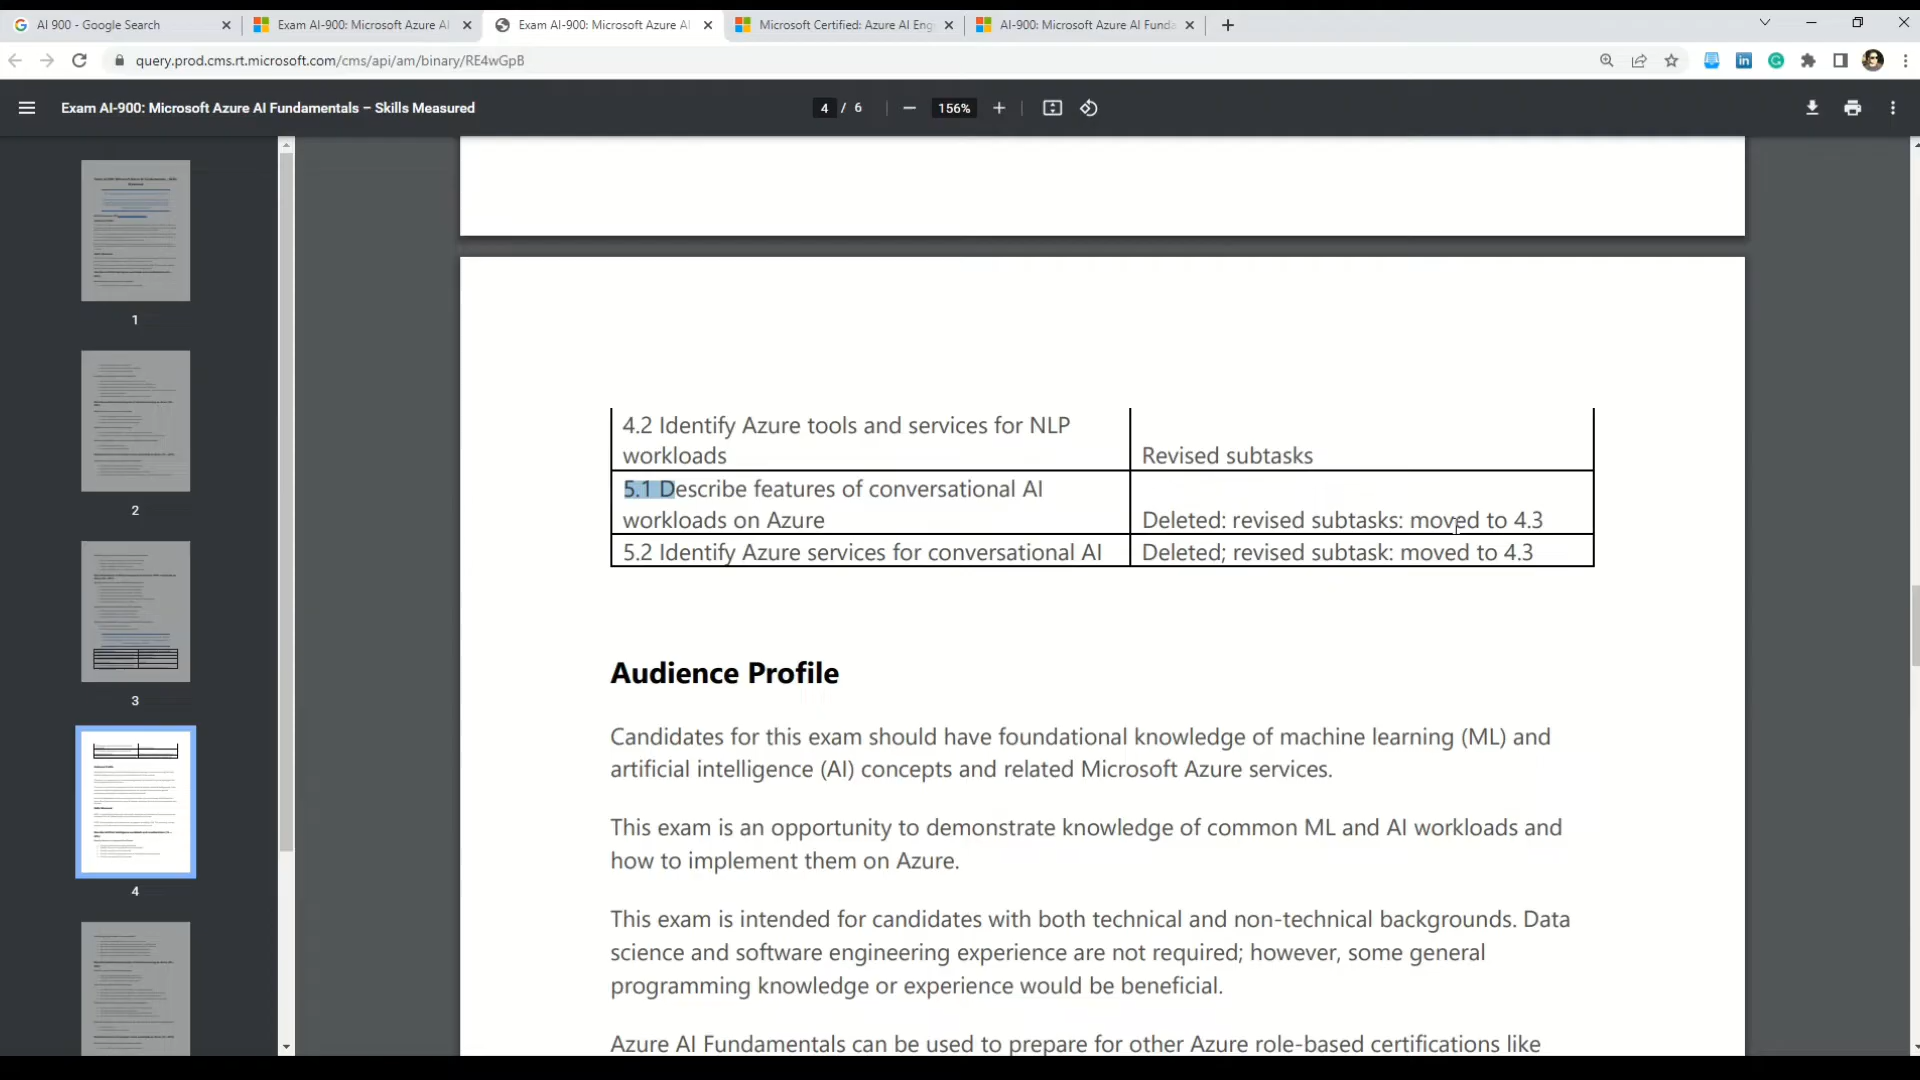 AI 900 - Google Search
Exam AI-900: Microsoft Azure AI
Exam AI-900: Microsoft Azure AI
Microsoft Certified: Azure AI Eng
AI-900: Microsoft Azure AI Funda
query.prod.cms.rt.microsoft.com/cms/api/am/binary/RE4wGpB
Exam AI-900: Microsoft Azure AI Fundamentals – Skills Measured
4 / 6
156%
1
2
3
4
4.2 Identify Azure tools and services for NLP
workloads
Revised subtasks
5.1 Describe features of conversational AI
workloads on Azure
Deleted: revised subtasks: moved to 4.3
5.2 Identify Azure services for conversational AI
Deleted; revised subtask: moved to 4.3
Audience Profile
Candidates for this exam should have foundational knowledge of machine learning (ML) and
artificial intelligence (AI) concepts and related Microsoft Azure services.
This exam is an opportunity to demonstrate knowledge of common ML and AI workloads and
how to implement them on Azure.
This exam is intended for candidates with both technical and non-technical backgrounds. Data
science and software engineering experience are not required; however, some general
programming knowledge or experience would be beneficial.
Azure AI Fundamentals can be used to prepare for other Azure role-based certifications like